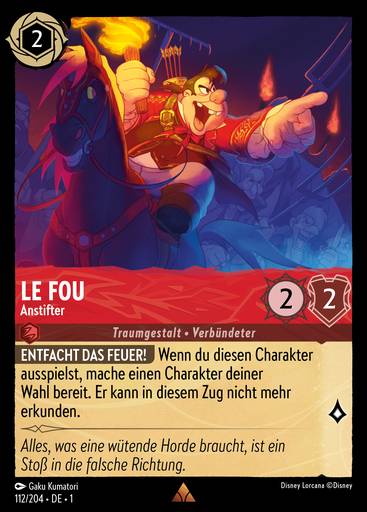 2
LE FOU
Anstifter
2
2
Traumgestalt • Verbündeter
ENTFACHT DAS FEUER! Wenn du diesen Charakter
ausspielst, mache einen Charakter deiner
Wahl bereit. Er kann in diesem Zug nicht mehr
erkunden.
Alles, was eine wütende Horde braucht, ist ein
Stoß in die falsche Richtung.
Gaku Kumatori
Disney Lorcana ©Disney
112/204 • DE • 1